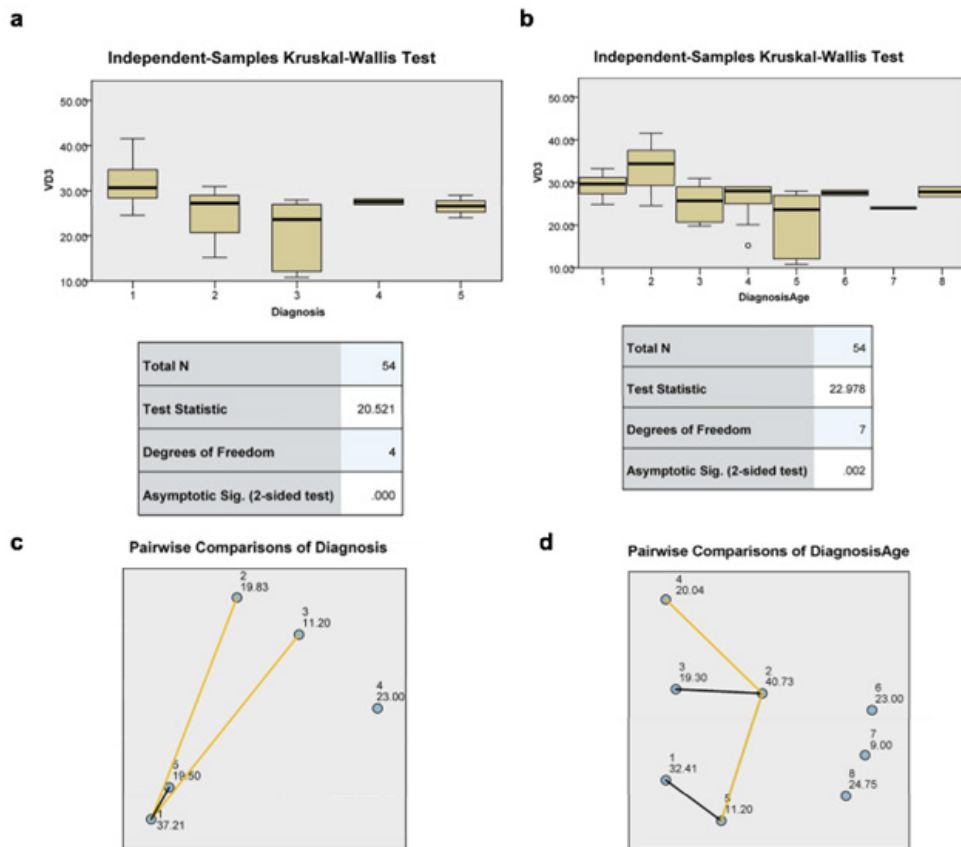 a
Independent-Samples Kruskal-Wallis Test
50.00
40.00
30.00
20.00
10.00
VD3
1 2 3 4 5
Diagnosis
Total N 54
Test Statistic 20.521
Degrees of Freedom 4
Asymptotic Sig. (2-sided test) .000
b
Independent-Samples Kruskal-Wallis Test
50.00
40.00
30.00
20.00
10.00
VD3
1 2 3 4 5 6 7 8
DiagnosisAge
Total N 54
Test Statistic 22.978
Degrees of Freedom 7
Asymptotic Sig. (2-sided test) .002
c
Pairwise Comparisons of Diagnosis
2
19.83
3
11.20
4
23.00
5
19.50
1
37.21
d
Pairwise Comparisons of DiagnosisAge
4
20.04
3
19.30
2
40.73
6
23.00
7
9.00
1
32.41
8
24.75
5
11.20